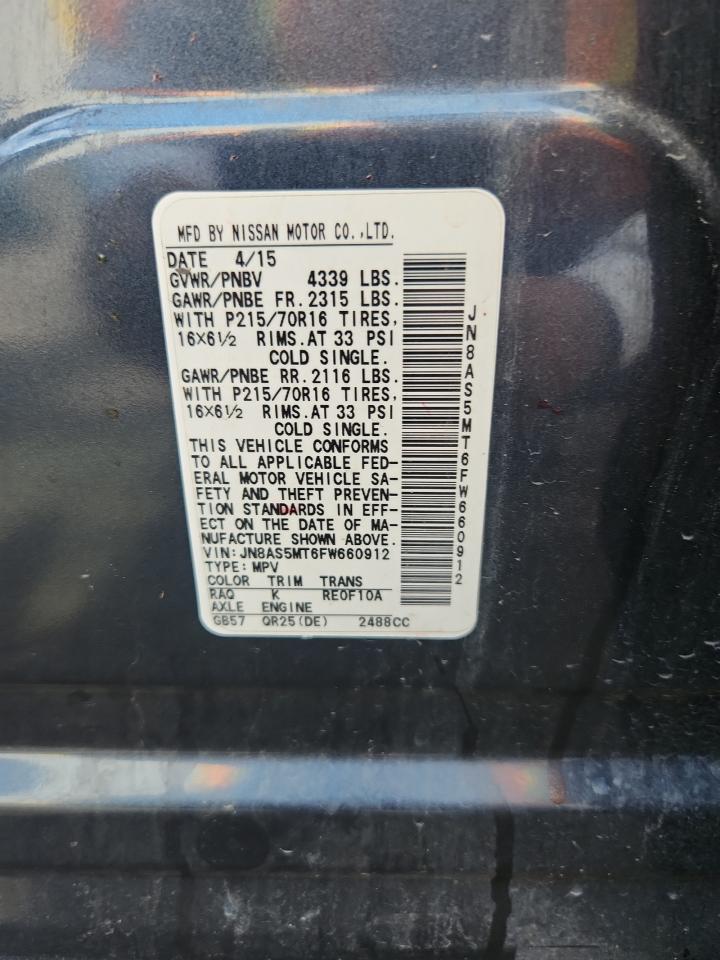 MFD BY NISSAN MOTOR CO.,LTD.
DATE 4/15
GVWR/PNBV 4339 LBS.
GAWR/PNBE FR. 2315 LBS.
WITH P215/70R16 TIRES,
16×6½ RIMS. AT 33 PSI
COLD SINGLE.
GAWR/PNBE RR. 2116 LBS.
WITH P215/70R16 TIRES,
16×6½ RIMS. AT 33 PSI
COLD SINGLE.
THIS VEHICLE CONFORMS
TO ALL APPLICABLE FED-
ERAL MOTOR VEHICLE SA-
FETY AND THEFT PREVEN-
TION STANDARDS IN EFF-
ECT ON THE DATE OF MA-
NUFACTURE SHOWN ABOVE.
VIN: JN8AS5MT6FW660912
TYPE: MPV
COLOR TRIM TRANS
RAQ K RE0F10A
AXLE ENGINE
GB57 QR25(DE) 2488CC
JN8AS5MT6FW660912